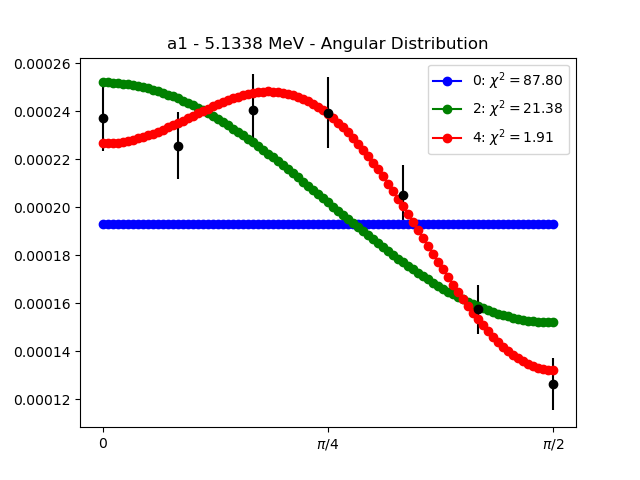 a1 - 5.1338 MeV - Angular Distribution
0.00026
0.00024
0.00022
0.00020
0.00018
0.00016
0.00014
0.00012
0: χ² = 87.80
2: χ² = 21.38
4: χ² = 1.91
0
π/4
π/2